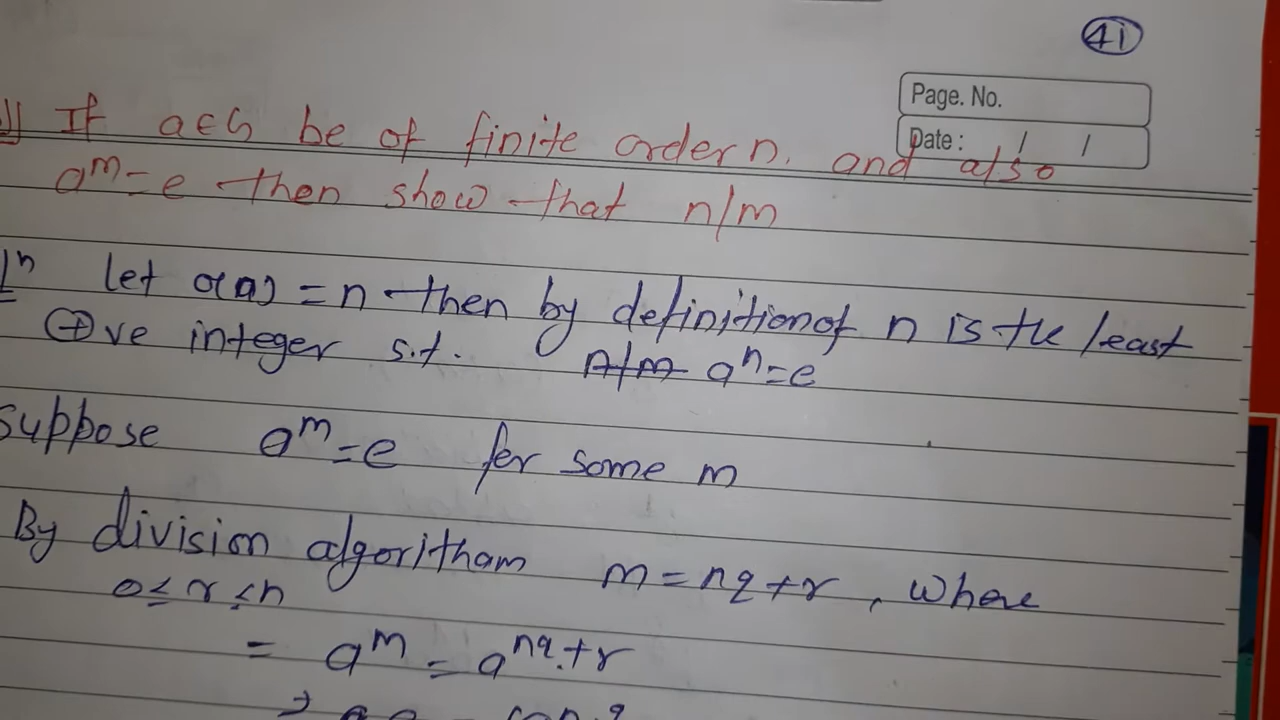 41
Page. No.
Date: / /
If a∈G be of finite order n. and also
a^m = e then show that n/m
Let o(a) = n then by definition of n is the least
⊕ve integer s.t. n/m a^n = e
Suppose a^m = e for some m
By division algoritham m = nq + r , where
0 ≤ r < n
= a^m = a^nq + r